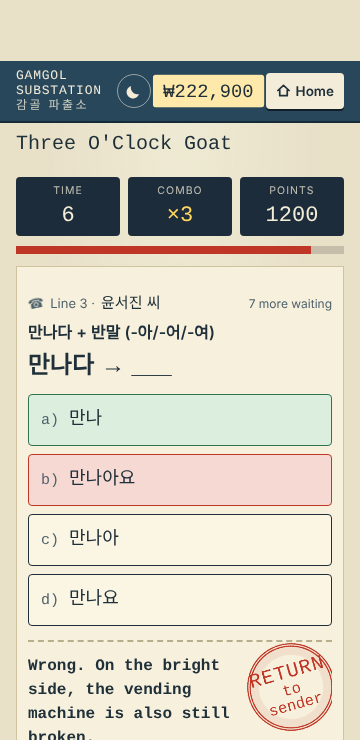 GAMGOL
SUBSTATION
감골 파출소
₩222,900
Home
Three O'Clock Goat
TIME
6
COMBO
×3
POINTS
1200
☎ Line 3 · 윤서진 씨
7 more waiting
만나다 + 반말 (-아/-어/-여)
만나다 → ___
a) 만나
b) 만나아요
c) 만나아
d) 만나요
Wrong. On the bright
side, the vending
machine is also still
broken.
RETURN
to
sender